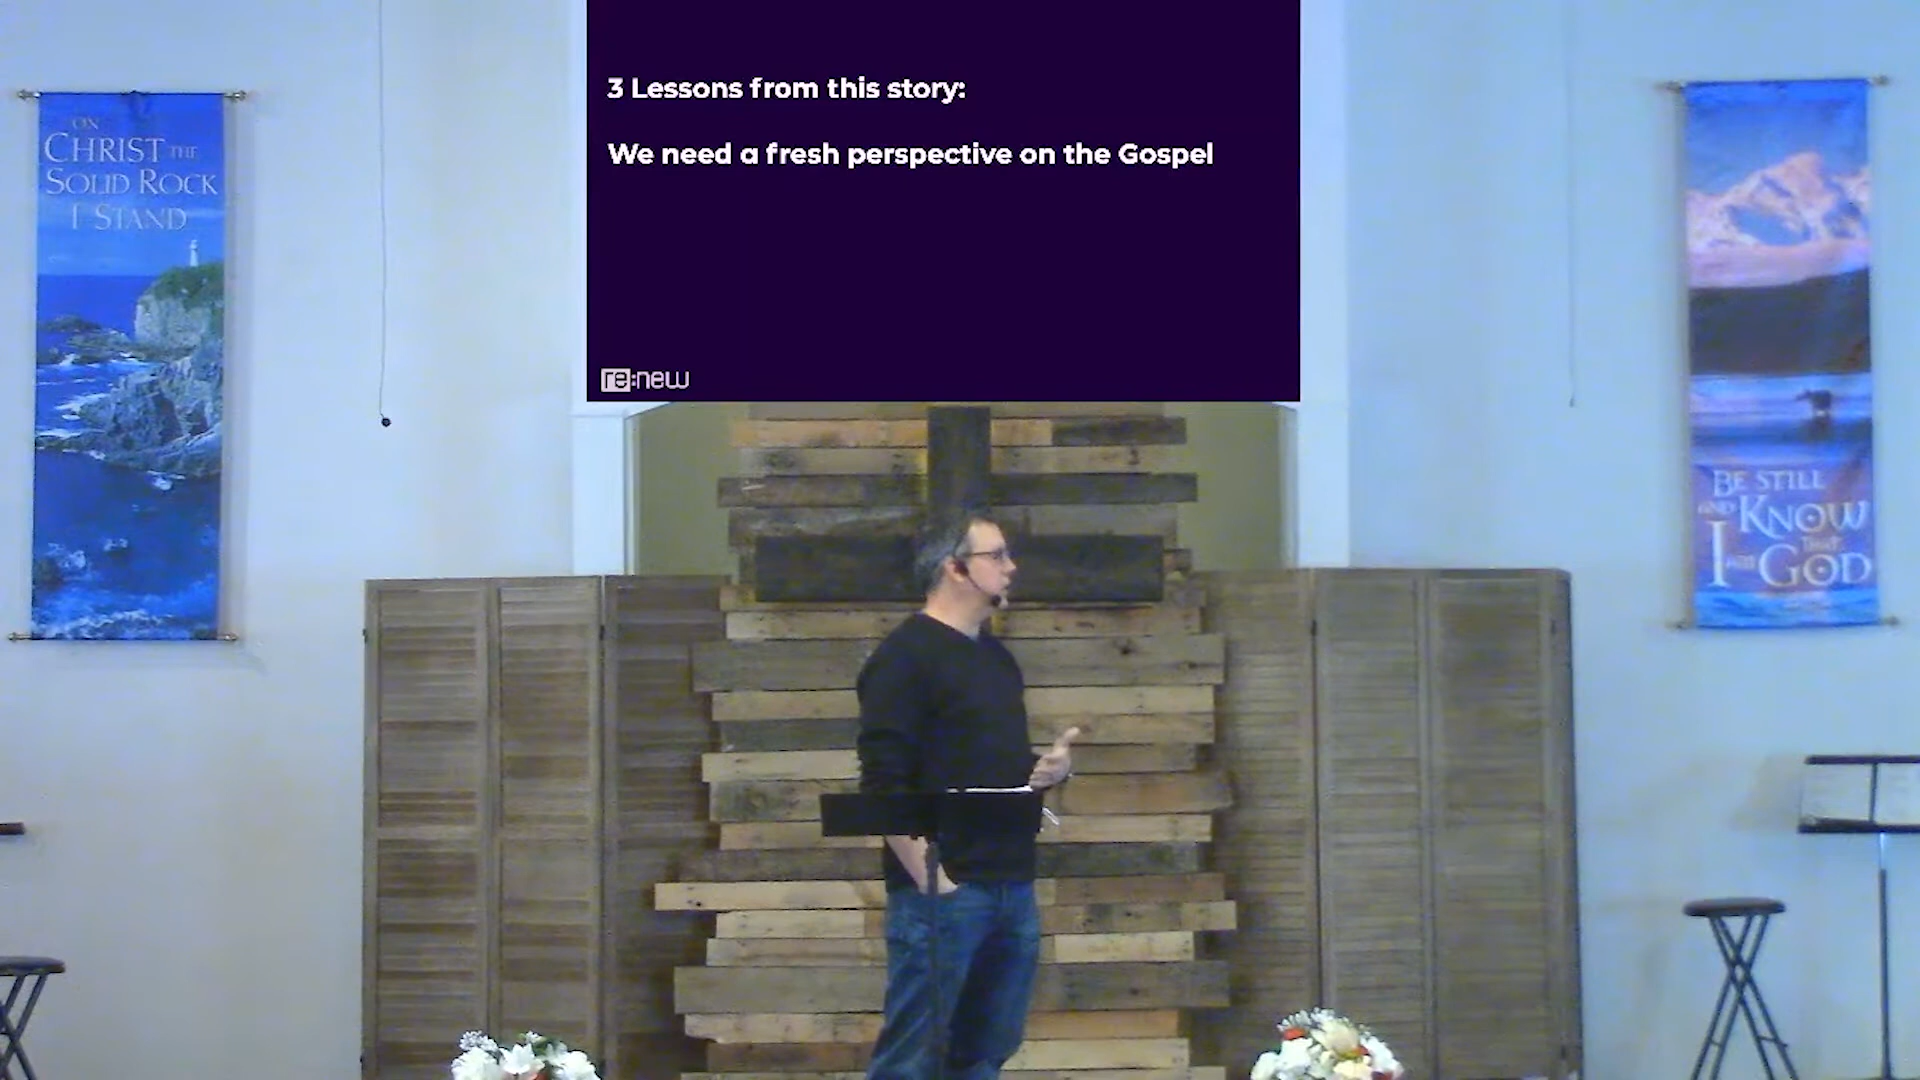 3 Lessons from this story:
We need a fresh perspective on the Gospel
re:new
ON
CHRIST THE
SOLID ROCK
I STAND
BE STILL
AND KNOW
THAT
I AM GOD